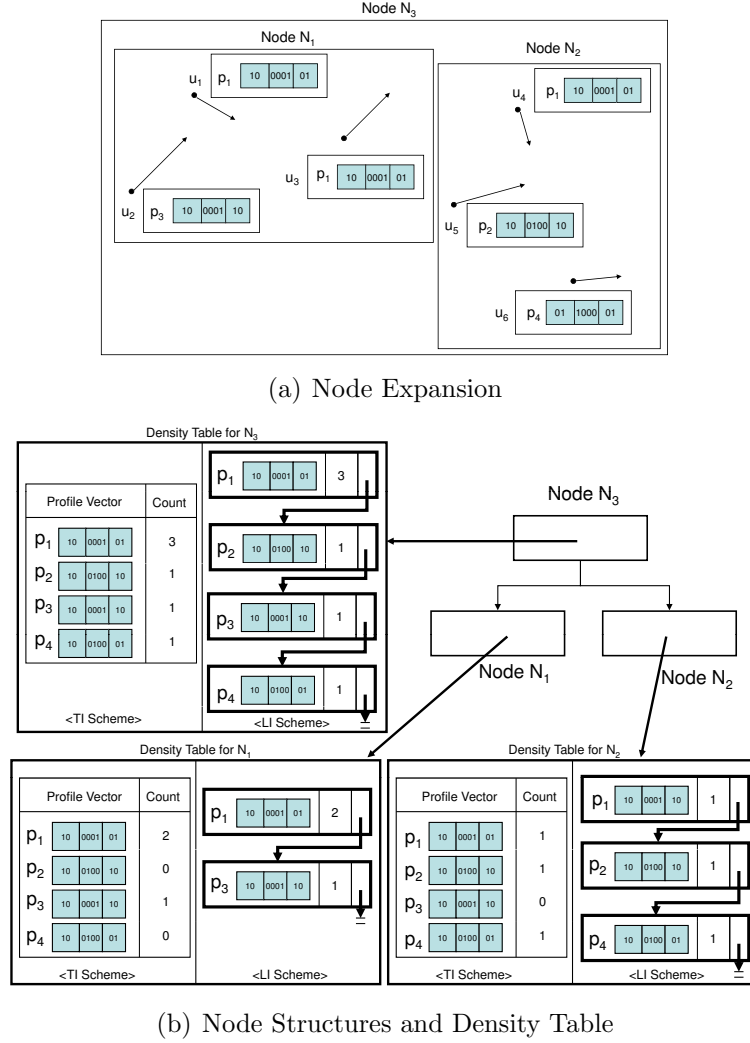 Node N3
Node N1
Node N2
u1 p1 10 0001 01
u4 p1 10 0001 01
u3 p1 10 0001 01
u2 p3 10 0001 10
u5 p2 10 0100 10
u6 p4 01 1000 01
(a) Node Expansion
Density Table for N3
Profile Vector Count
p1 10 0001 01 3
p2 10 0100 10 1
p3 10 0001 10 1
p4 10 0100 01 1
<TI Scheme>
p1 10 0001 01 3
p2 10 0100 10 1
p3 10 0001 10 1
p4 10 0100 01 1
<LI Scheme>
Node N3
Node N1
Node N2
Density Table for N1
Profile Vector Count
p1 10 0001 01 2
p2 10 0100 10 0
p3 10 0001 10 1
p4 10 0100 01 0
<TI Scheme>
p1 10 0001 01 2
p3 10 0001 10 1
<LI Scheme>
Density Table for N2
Profile Vector Count
p1 10 0001 01 1
p2 10 0100 10 1
p3 10 0001 10 0
p4 10 0100 01 1
<TI Scheme>
p1 10 0001 10 1
p2 10 0100 10 1
p4 10 0100 01 1
<LI Scheme>
(b) Node Structures and Density Table